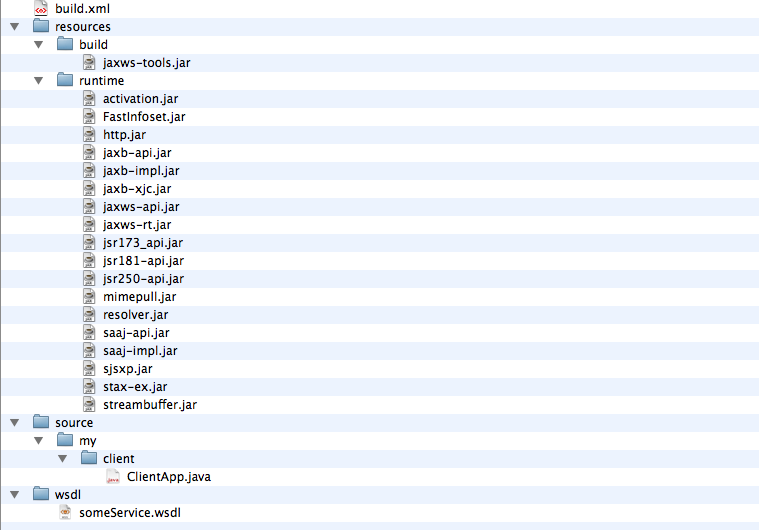 build.xml
resources
build
jaxws-tools.jar
runtime
activation.jar
FastInfoset.jar
http.jar
jaxb-api.jar
jaxb-impl.jar
jaxb-xjc.jar
jaxws-api.jar
jaxws-rt.jar
jsr173_api.jar
jsr181-api.jar
jsr250-api.jar
mimepull.jar
resolver.jar
saaj-api.jar
saaj-impl.jar
sjsxp.jar
stax-ex.jar
streambuffer.jar
source
my
client
ClientApp.java
wsdl
someService.wsdl